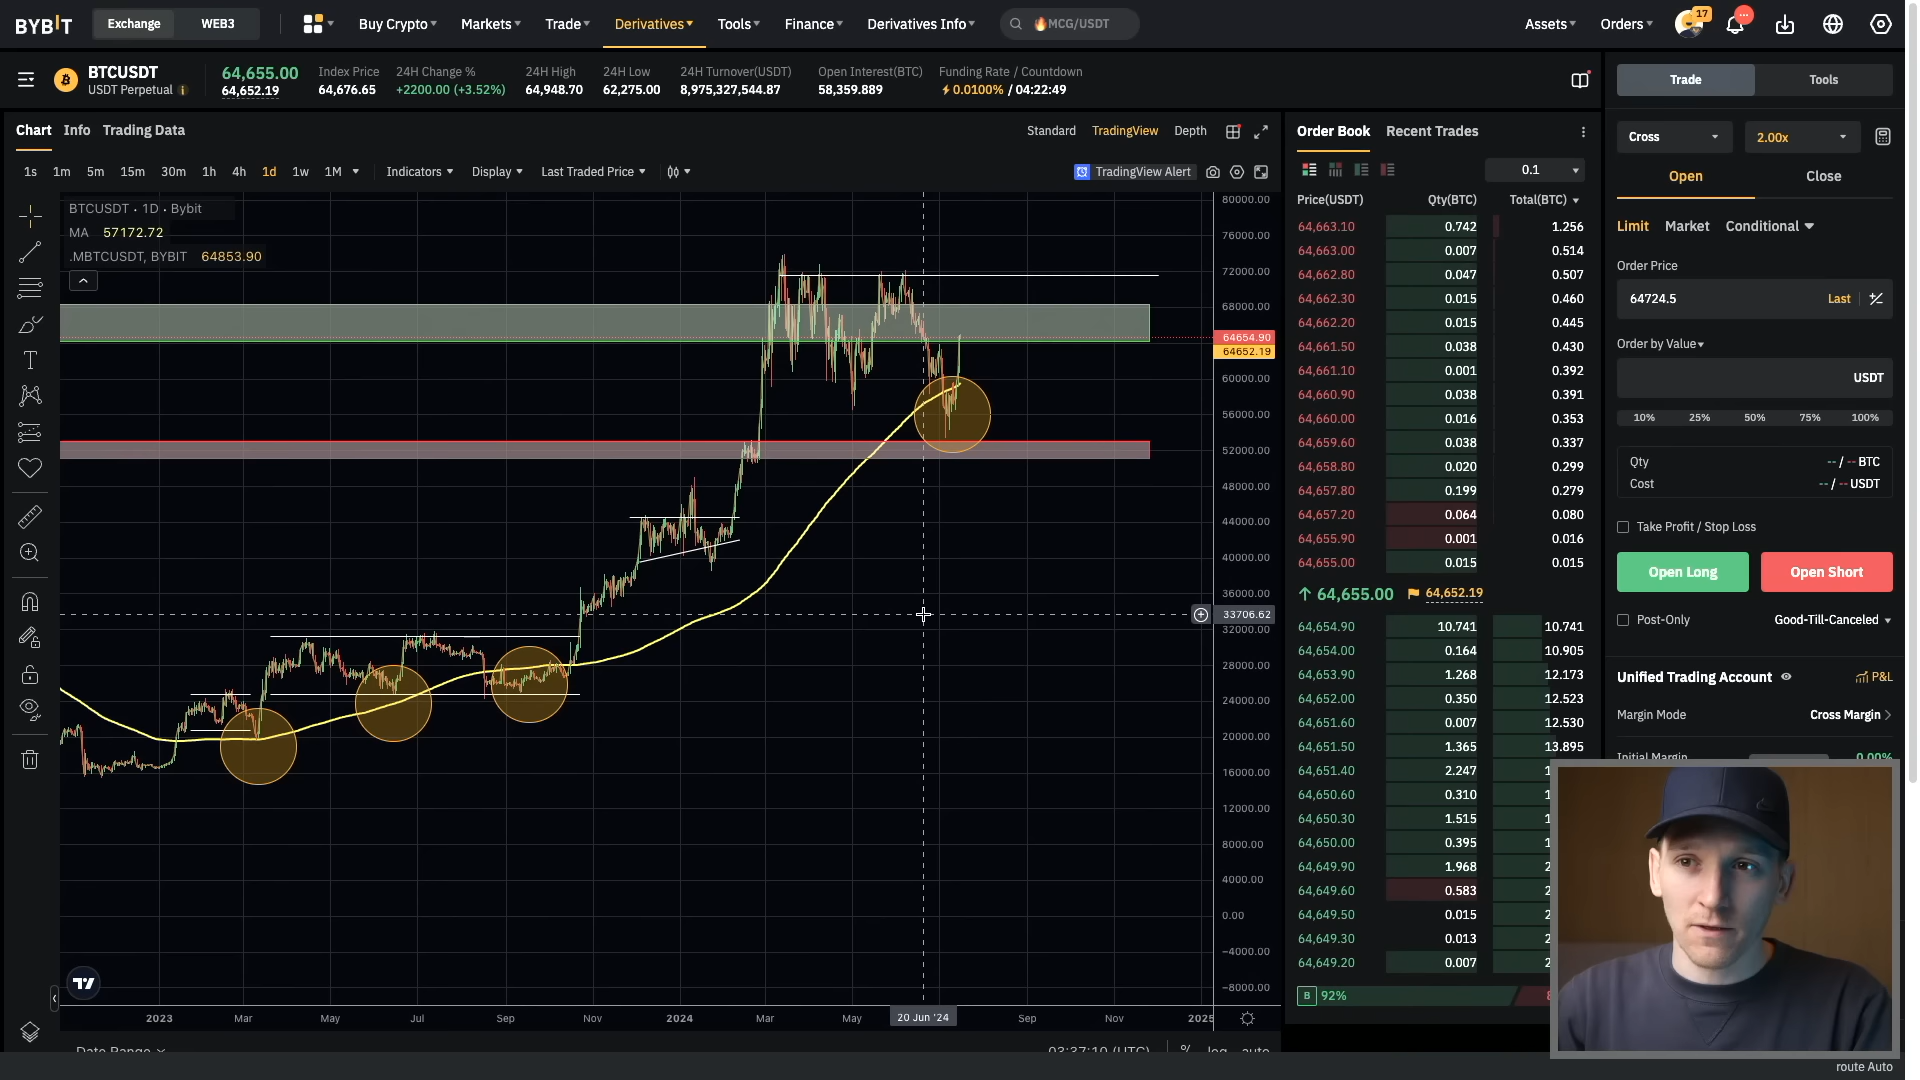 BYBIT Exchange WEB3 Buy Crypto Markets Trade Derivatives Tools Finance Derivatives Info MCG/USDT Assets Orders 17
BTCUSDT
USDT Perpetual
64,655.00
64,652.19
Index Price
64,676.65
24H Change %
+2200.00 (+3.52%)
24H High
64,948.70
24H Low
62,275.00
24H Turnover(USDT)
8,975,327,544.87
Open Interest(BTC)
58,359.889
Funding Rate / Countdown
0.0100% / 04:22:49
Chart Info Trading Data
Standard TradingView Depth
1s 1m 5m 15m 30m 1h 4h 1d 1w 1M Indicators Display Last Traded Price
TradingView Alert
BTCUSDT · 1D · Bybit
MA 57172.72
.MBTCUSDT, BYBIT 64853.90
80000.00
76000.00
72000.00
68000.00
64654.90
64652.19
60000.00
56000.00
52000.00
48000.00
44000.00
40000.00
36000.00
33706.62
32000.00
28000.00
24000.00
20000.00
16000.00
12000.00
8000.00
4000.00
0.00
−4000.00
−8000.00
2023 Mar May Jul Sep Nov 2024 Mar May 20 Jun '24 Sep Nov 2025
Date Range 03:37:10 (UTC) % log auto
Order Book Recent Trades
0.1
Price(USDT) Qty(BTC) Total(BTC)
64,663.10 0.742 1.256
64,663.00 0.007 0.514
64,662.80 0.047 0.507
64,662.30 0.015 0.460
64,662.20 0.015 0.445
64,661.50 0.038 0.430
64,661.10 0.001 0.392
64,660.90 0.038 0.391
64,660.00 0.016 0.353
64,659.60 0.038 0.337
64,658.80 0.020 0.299
64,657.80 0.199 0.279
64,657.20 0.064 0.080
64,655.90 0.001 0.016
64,655.00 0.015 0.015
64,655.00 64,652.19
64,654.90 10.741 10.741
64,654.00 0.164 10.905
64,653.90 1.268 12.173
64,652.00 0.350 12.523
64,651.60 0.007 12.530
64,651.50 1.365 13.895
64,651.40 2.247 1
64,650.60 0.310 1
64,650.30 1.515 1
64,650.00 0.395 1
64,649.90 1.968 2
64,649.60 0.583 2
64,649.50 0.015 2
64,649.30 0.013 2
64,649.20 0.007 2
B 92% 8
Trade Tools
Cross 2.00x
Open Close
Limit Market Conditional
Order Price
64724.5 Last
Order by Value
USDT
10% 25% 50% 75% 100%
Qty -- / -- BTC
Cost -- / -- USDT
Take Profit / Stop Loss
Open Long Open Short
Post-Only Good-Till-Canceled
Unified Trading Account P&L
Margin Mode Cross Margin
Initial Margin 0.00%
route Auto